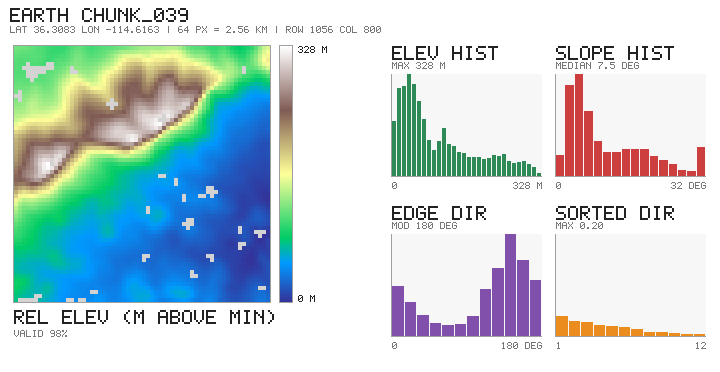 EARTH CHUNK_039
LAT 36.3083 LON -114.6163 | 64 PX = 2.56 KM | ROW 1056 COL 800
328 M
0 M
REL ELEV (M ABOVE MIN)
VALID 98%
ELEV HIST
MAX 328 M
0 328 M
SLOPE HIST
MEDIAN 7.5 DEG
0 32 DEG
EDGE DIR
MOD 180 DEG
0 180 DEG
SORTED DIR
MAX 0.20
1 12